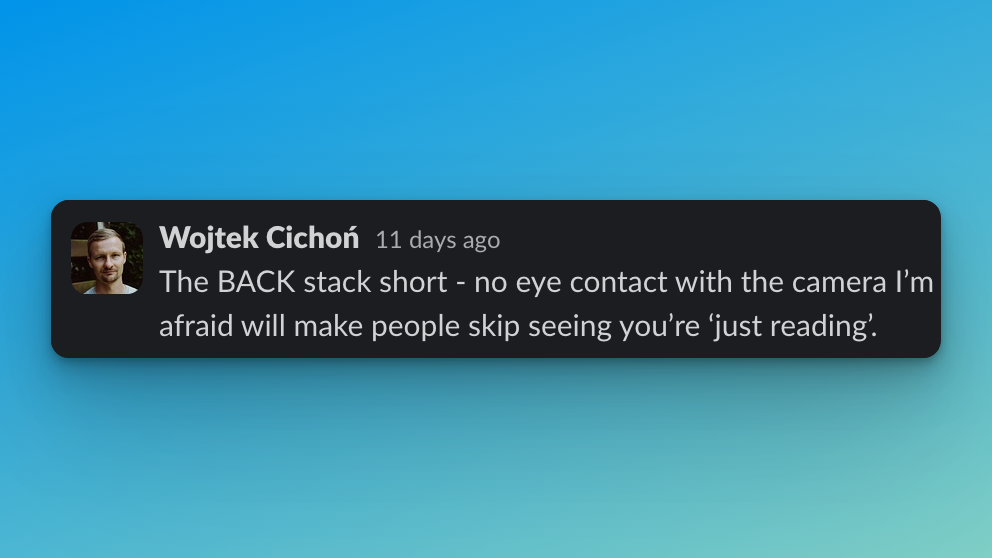 Wojtek Cichoń 11 days ago
The BACK stack short - no eye contact with the camera I’m
afraid will make people skip seeing you’re ‘just reading’.